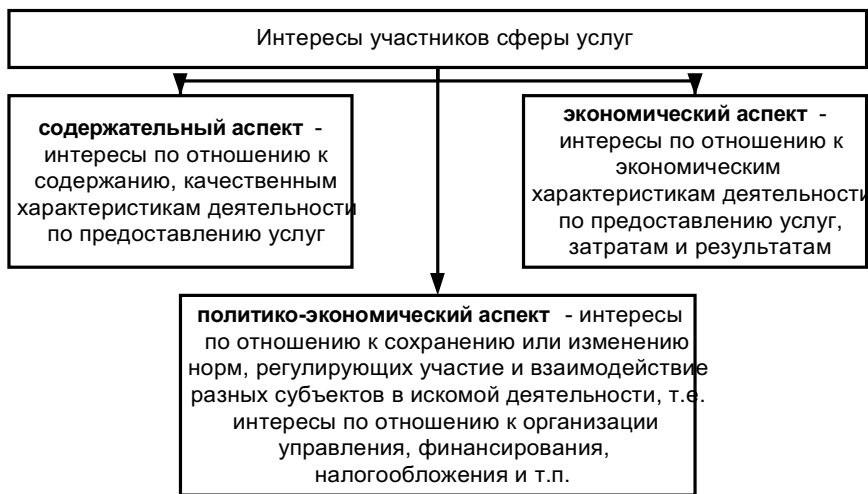 Интересы участников сферы услуг
содержательный аспект -
интересы по отношению к
содержанию, качественным
характеристикам деятельности
по предоставлению услуг
экономический аспект -
интересы по отношению к
экономическим
характеристикам деятельности
по предоставлению услуг,
затратам и результатам
политико-экономический аспект - интересы
по отношению к сохранению или изменению
норм, регулирующих участие и взаимодействие
разных субъектов в искомой деятельности, т.е.
интересы по отношению к организации
управления, финансирования,
налогообложения и т.п.